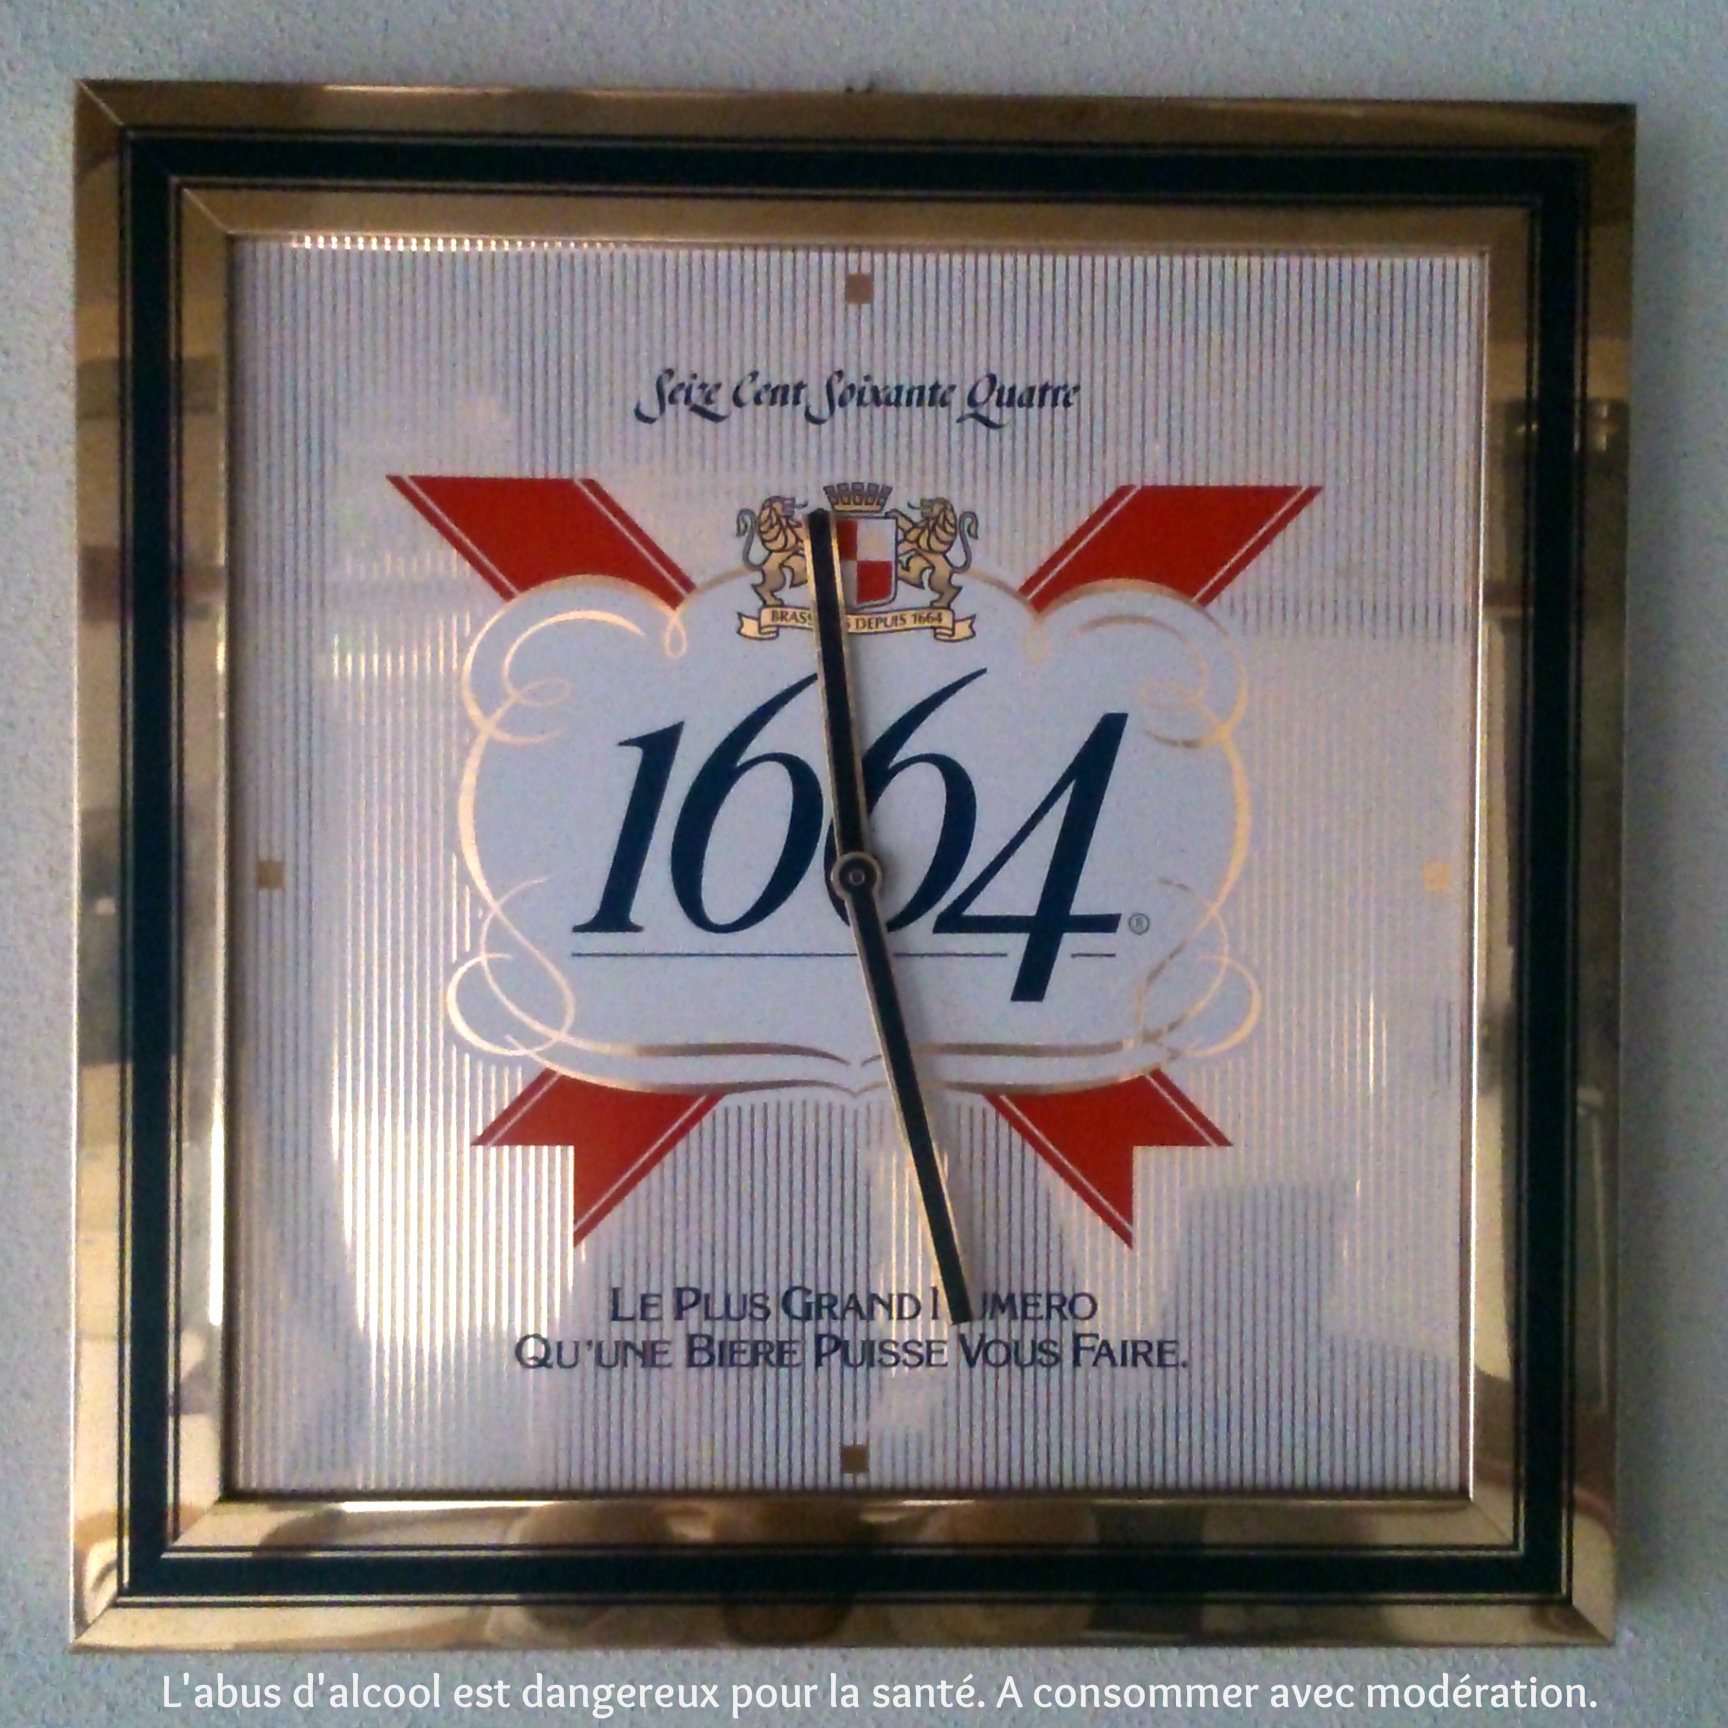 Seize Cent Soixante Quatre
DEPUIS 1664
1664®
LE PLUS GRAND NUMERO
QU'UNE BIERE PUISSE VOUS FAIRE.
L'abus d'alcool est dangereux pour la santé. A consommer avec modération.